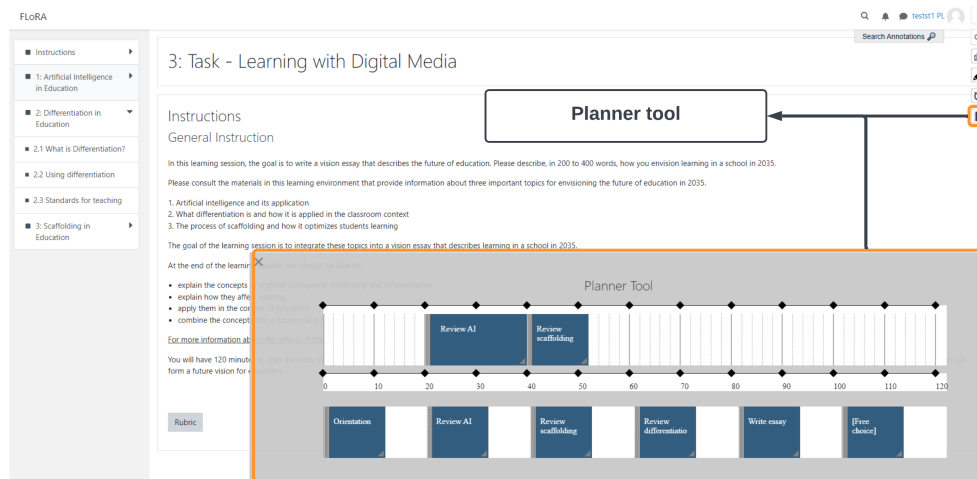 FLoRA
testst1 PL
Search Annotations
Instructions
1: Artificial Intelligence
in Education
2: Differentiation in
Education
2.1 What is Differentiation?
2.2 Using differentiation
2.3 Standards for teaching
3: Scaffolding in
Education
3: Task - Learning with Digital Media
Planner tool
Instructions
General Instruction
In this learning session, the goal is to write a vision essay that describes the future of education. Please describe, in 200 to 400 words, how you envision learning in a school in 2035.
Please consult the materials in this learning environment that provide information about three important topics for envisioning the future of education in 2035.
1. Artificial intelligence and its application
2. What differentiation is and how it is applied in the classroom context
3. The process of scaffolding and how it optimizes students learning
The goal of the learning session is to integrate these topics into a vision essay that describes learning in a school in 2035.
At the end of the learnin
explain the concepts
explain how they affe
apply them in the con
combine the concept
For more information ab
You will have 120 minute
form a future vision for e
Rubric
Planner Tool
Review AI
Review
scaffolding
0 10 20 30 40 50 60 70 80 90 100 110 120
Orientation
Review AI
Review
scaffolding
Review
differentiatio
Write essay
[Free
choice]